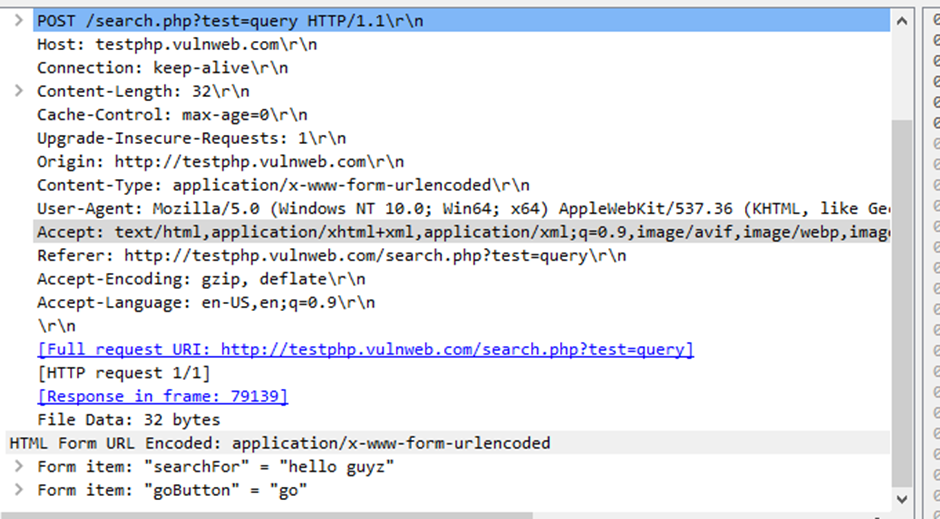 POST /search.php?test=query HTTP/1.1\r\n
Host: testphp.vulnweb.com\r\n
Connection: keep-alive\r\n
Content-Length: 32\r\n
Cache-Control: max-age=0\r\n
Upgrade-Insecure-Requests: 1\r\n
Origin: http://testphp.vulnweb.com\r\n
Content-Type: application/x-www-form-urlencoded\r\n
User-Agent: Mozilla/5.0 (Windows NT 10.0; Win64; x64) AppleWebKit/537.36 (KHTML, like
Accept: text/html,application/xhtml+xml,application/xml;q=0.9,image/avif,image/webp,
Referer: http://testphp.vulnweb.com/search.php?test=query\r\n
Accept-Encoding: gzip, deflate\r\n
Accept-Language: en-US,en;q=0.9\r\n
\r\n
[Full request URI: http://testphp.vulnweb.com/search.php?test=query]
[HTTP request 1/1]
[Response in frame: 79139]
File Data: 32 bytes
HTML Form URL Encoded: application/x-www-form-urlencoded
Form item: "searchFor" = "hello guyz"
Form item: "goButton" = "go"